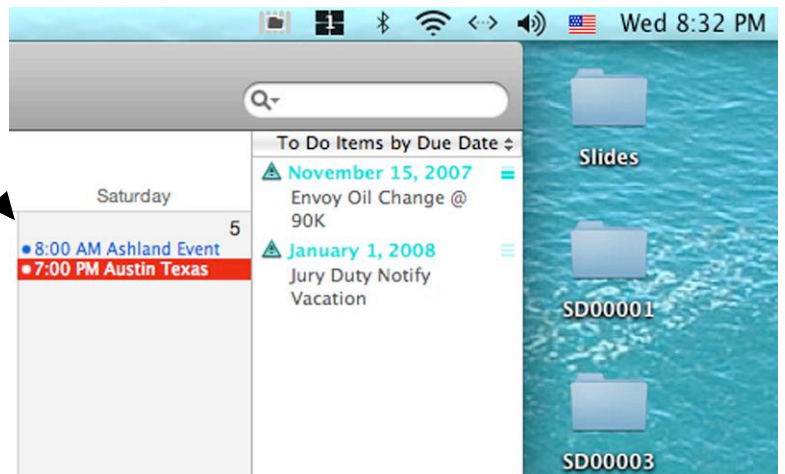 1
Wed 8:32 PM
To Do Items by Due Date
November 15, 2007
Envoy Oil Change @
90K
January 1, 2008
Jury Duty Notify
Vacation
Saturday
5
8:00 AM Ashland Event
7:00 PM Austin Texas
Slides
SD00001
SD00003